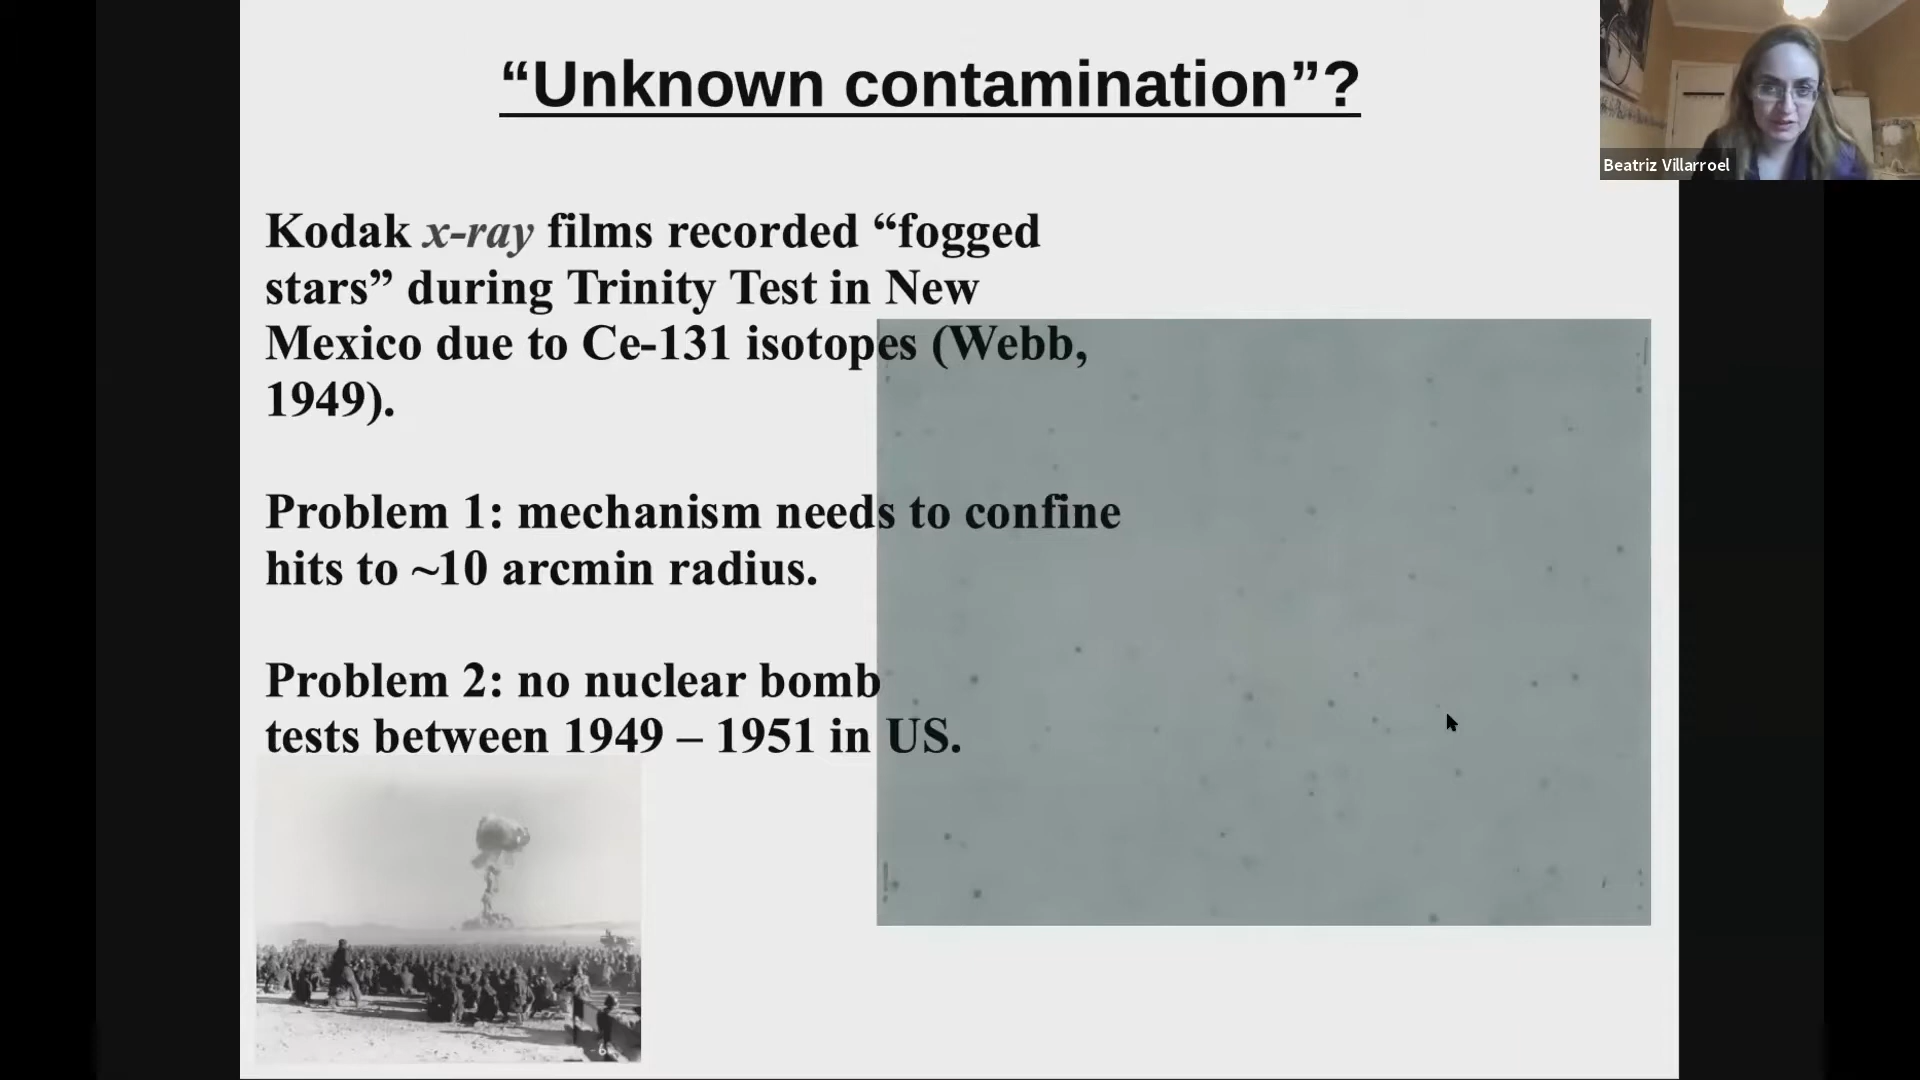 “Unknown contamination”?
Beatriz Villarroel
Kodak x-ray films recorded “fogged
stars” during Trinity Test in New
Mexico due to Ce-131 isotopes (Webb,
1949).
Problem 1: mechanism needs to confine
hits to ~10 arcmin radius.
Problem 2: no nuclear bomb
tests between 1949 – 1951 in US.